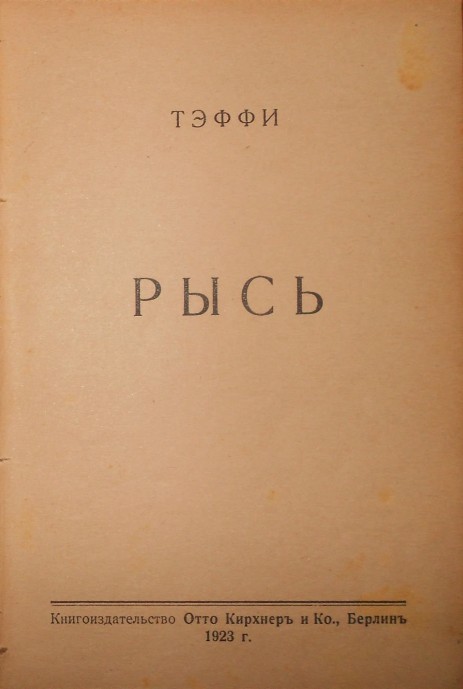 ТЭФФИ
РЫСЬ
Книгоиздательство Отто Кирхнеръ и Ко., Берлинъ
1923 г.